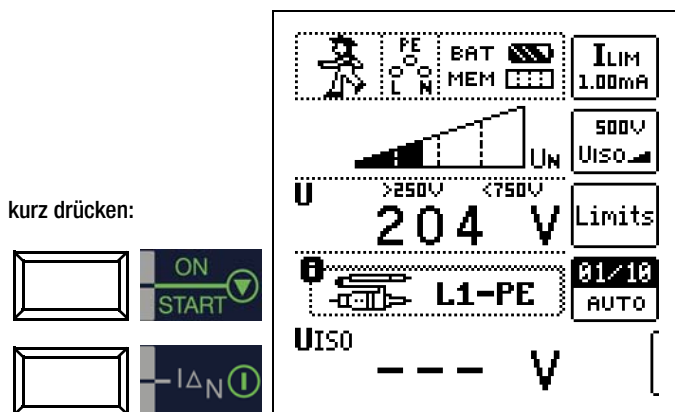 kurz drücken:
ON
START
I△N
PE
L N
BAT
MEM
ILIM
1.00mA
UN
500V
UISO
U >250V <750V
204 V
Limits
L1-PE
01/10
AUTO
UISO
--- V